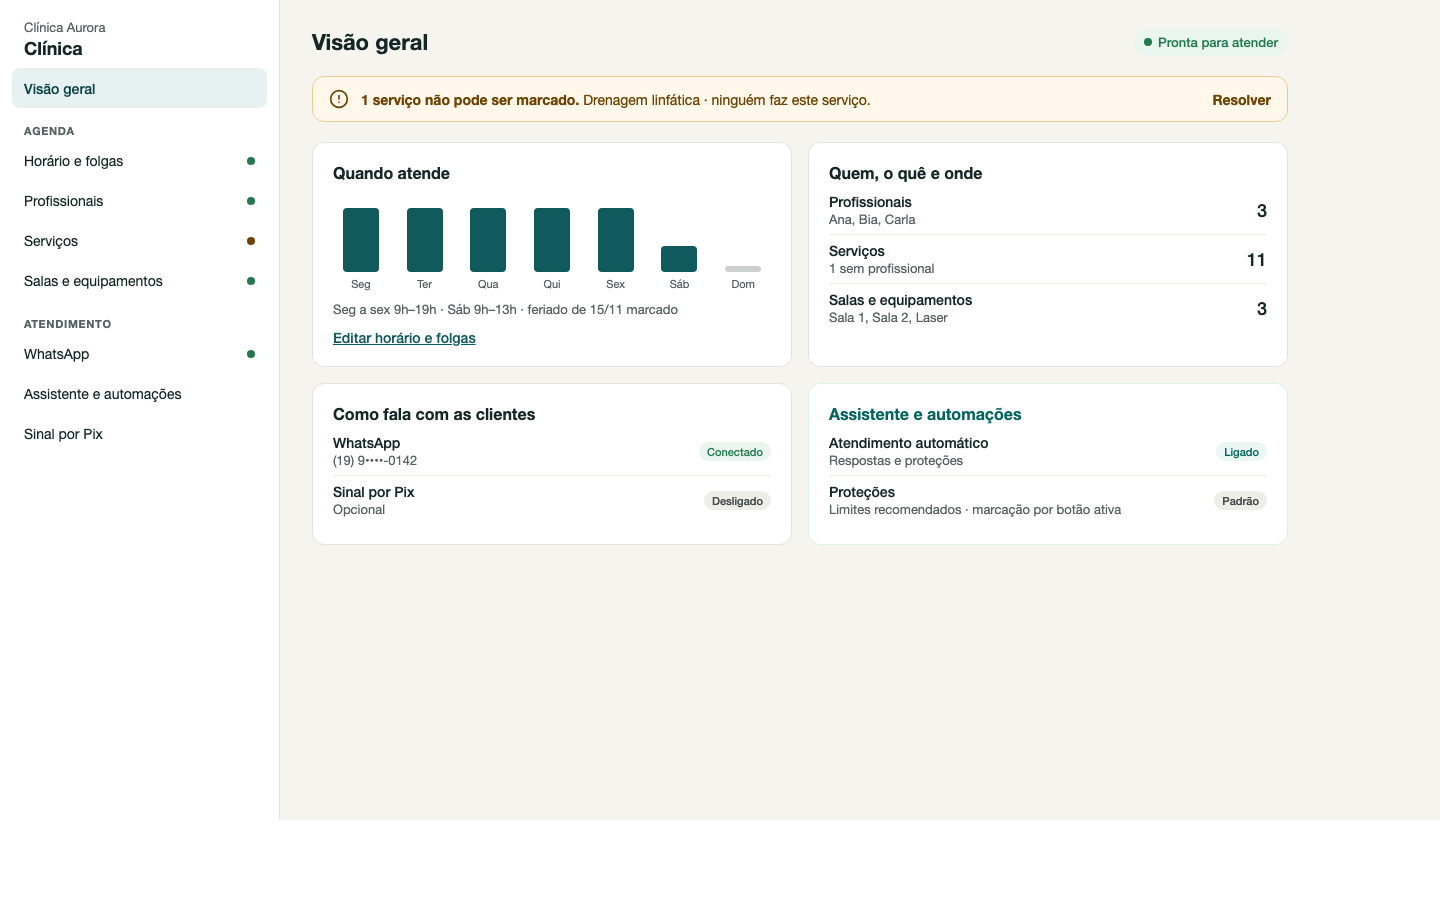 Clínica Aurora
Clínica
Visão geral
AGENDA
Horário e folgas
Profissionais
Serviços
Salas e equipamentos
ATENDIMENTO
WhatsApp
Assistente e automações
Sinal por Pix
Visão geral
Pronta para atender
1 serviço não pode ser marcado. Drenagem linfática · ninguém faz este serviço.
Resolver
Quando atende
Seg Ter Qua Qui Sex Sáb Dom
Seg a sex 9h–19h · Sáb 9h–13h · feriado de 15/11 marcado
Editar horário e folgas
Quem, o quê e onde
Profissionais
Ana, Bia, Carla
3
Serviços
1 sem profissional
11
Salas e equipamentos
Sala 1, Sala 2, Laser
3
Como fala com as clientes
WhatsApp
(19) 9••••-0142
Conectado
Sinal por Pix
Opcional
Desligado
Assistente e automações
Atendimento automático
Respostas e proteções
Ligado
Proteções
Limites recomendados · marcação por botão ativa
Padrão